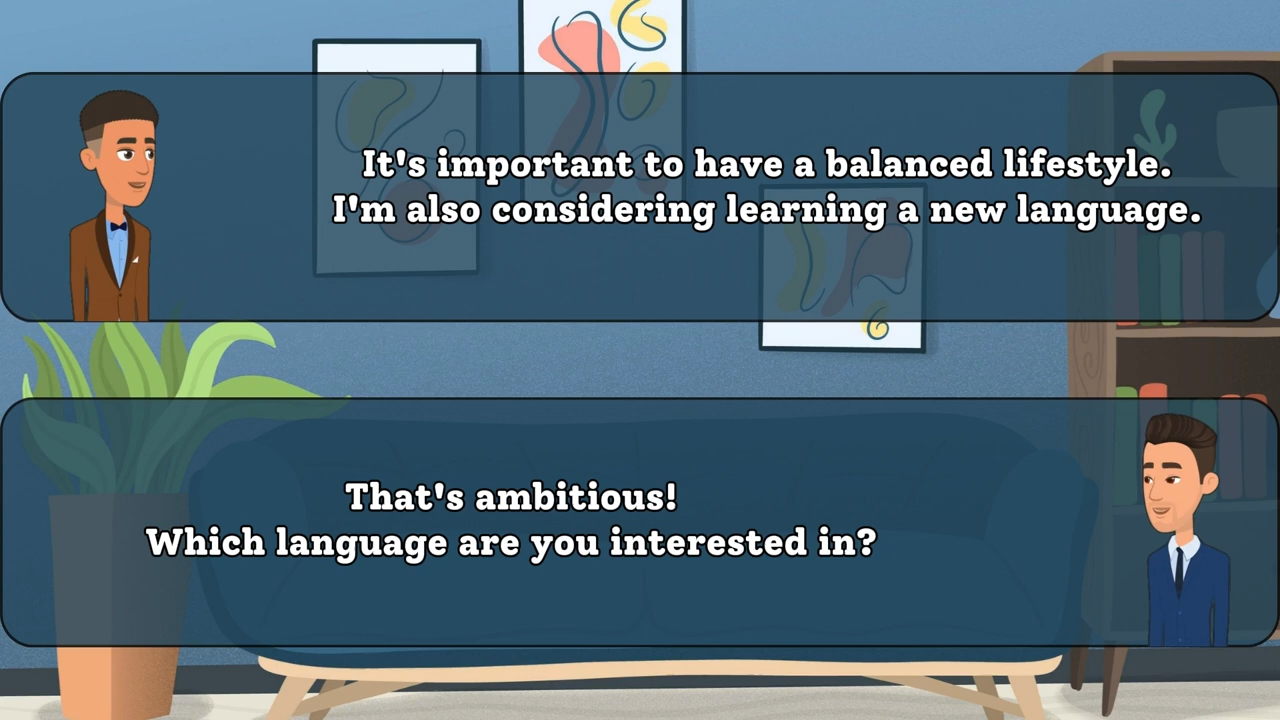 It's important to have a balanced lifestyle.
I'm also considering learning a new language.
That's ambitious!
Which language are you interested in?